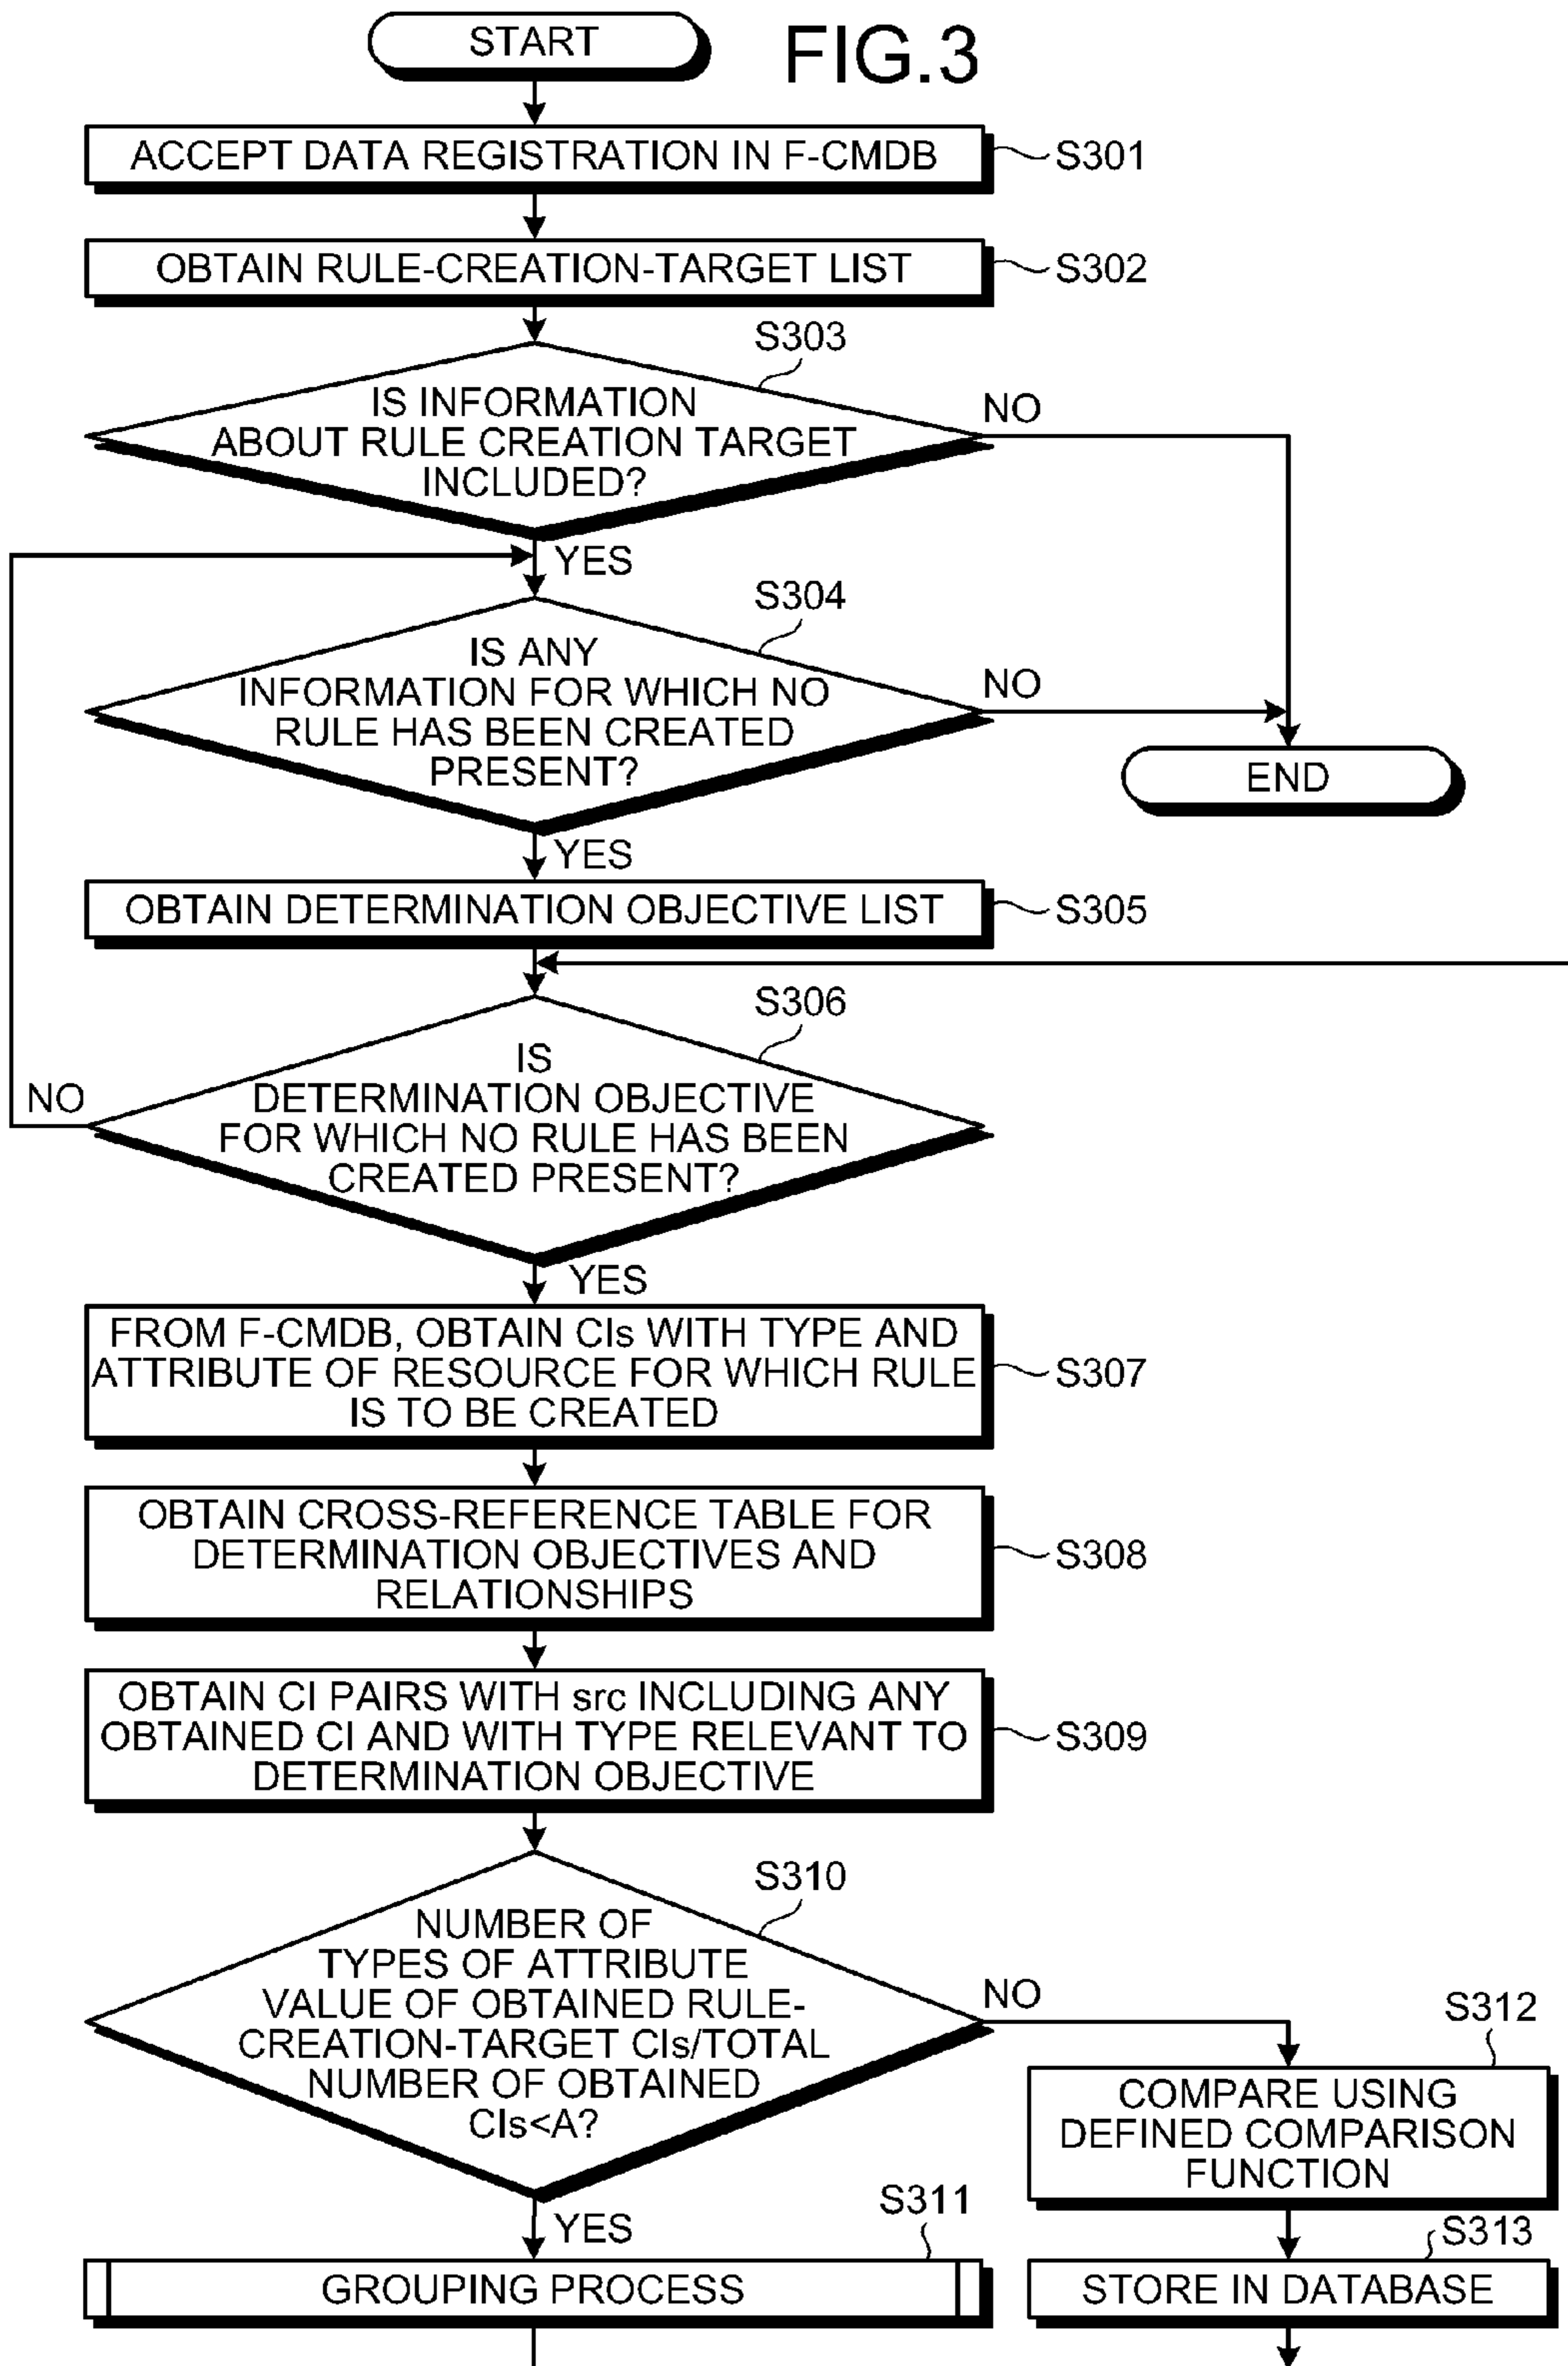 START
FIG.3
ACCEPT DATA REGISTRATION IN F-CMDB
S301
OBTAIN RULE-CREATION-TARGET LIST
S302
S303
IS INFORMATION
ABOUT RULE CREATION TARGET
INCLUDED?
NO
YES
S304
IS ANY
INFORMATION FOR WHICH NO
RULE HAS BEEN CREATED
PRESENT?
NO
END
YES
OBTAIN DETERMINATION OBJECTIVE LIST
S305
S306
IS
DETERMINATION OBJECTIVE
FOR WHICH NO RULE HAS BEEN
CREATED PRESENT?
NO
YES
FROM F-CMDB, OBTAIN CIs WITH TYPE AND
ATTRIBUTE OF RESOURCE FOR WHICH RULE
IS TO BE CREATED
S307
OBTAIN CROSS-REFERENCE TABLE FOR
DETERMINATION OBJECTIVES AND
RELATIONSHIPS
S308
OBTAIN CI PAIRS WITH src INCLUDING ANY
OBTAINED CI AND WITH TYPE RELEVANT TO
DETERMINATION OBJECTIVE
S309
S310
NUMBER OF
TYPES OF ATTRIBUTE
VALUE OF OBTAINED RULE-
CREATION-TARGET CIs/TOTAL
NUMBER OF OBTAINED
CIs<A?
NO
S312
COMPARE USING
DEFINED COMPARISON
FUNCTION
YES
S311
GROUPING PROCESS
S313
STORE IN DATABASE